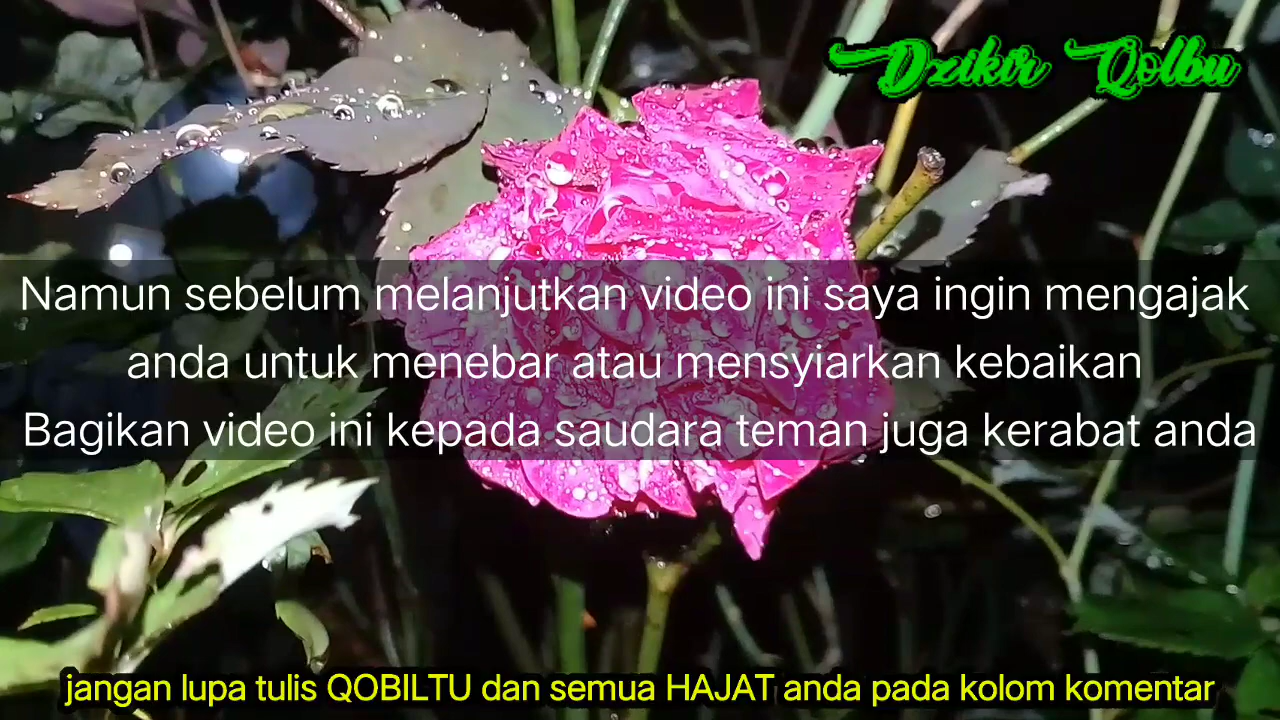 Dzikir Qolbu
Namun sebelum melanjutkan video ini saya ingin mengajak
anda untuk menebar atau mensyiarkan kebaikan
Bagikan video ini kepada saudara teman juga kerabat anda
jangan lupa tulis QOBILTU dan semua HAJAT anda pada kolom komentar